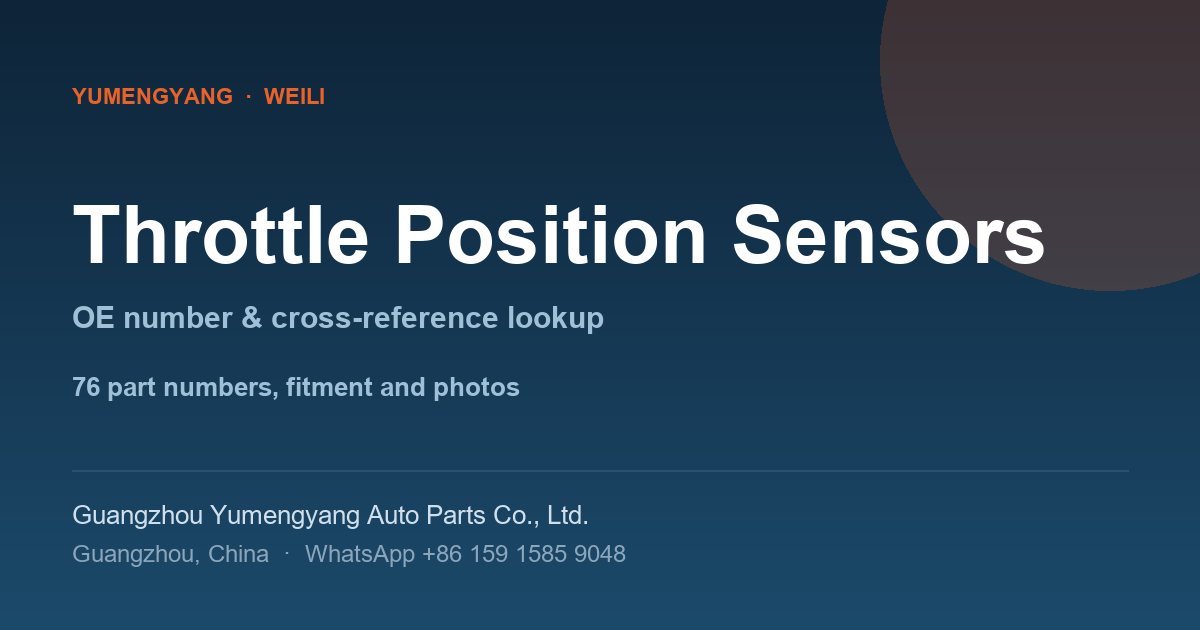 YUMENGYANG · WEILI
Throttle Position Sensors
OE number & cross-reference lookup
76 part numbers, fitment and photos
Guangzhou Yumengyang Auto Parts Co., Ltd.
Guangzhou, China · WhatsApp +86 159 1585 9048